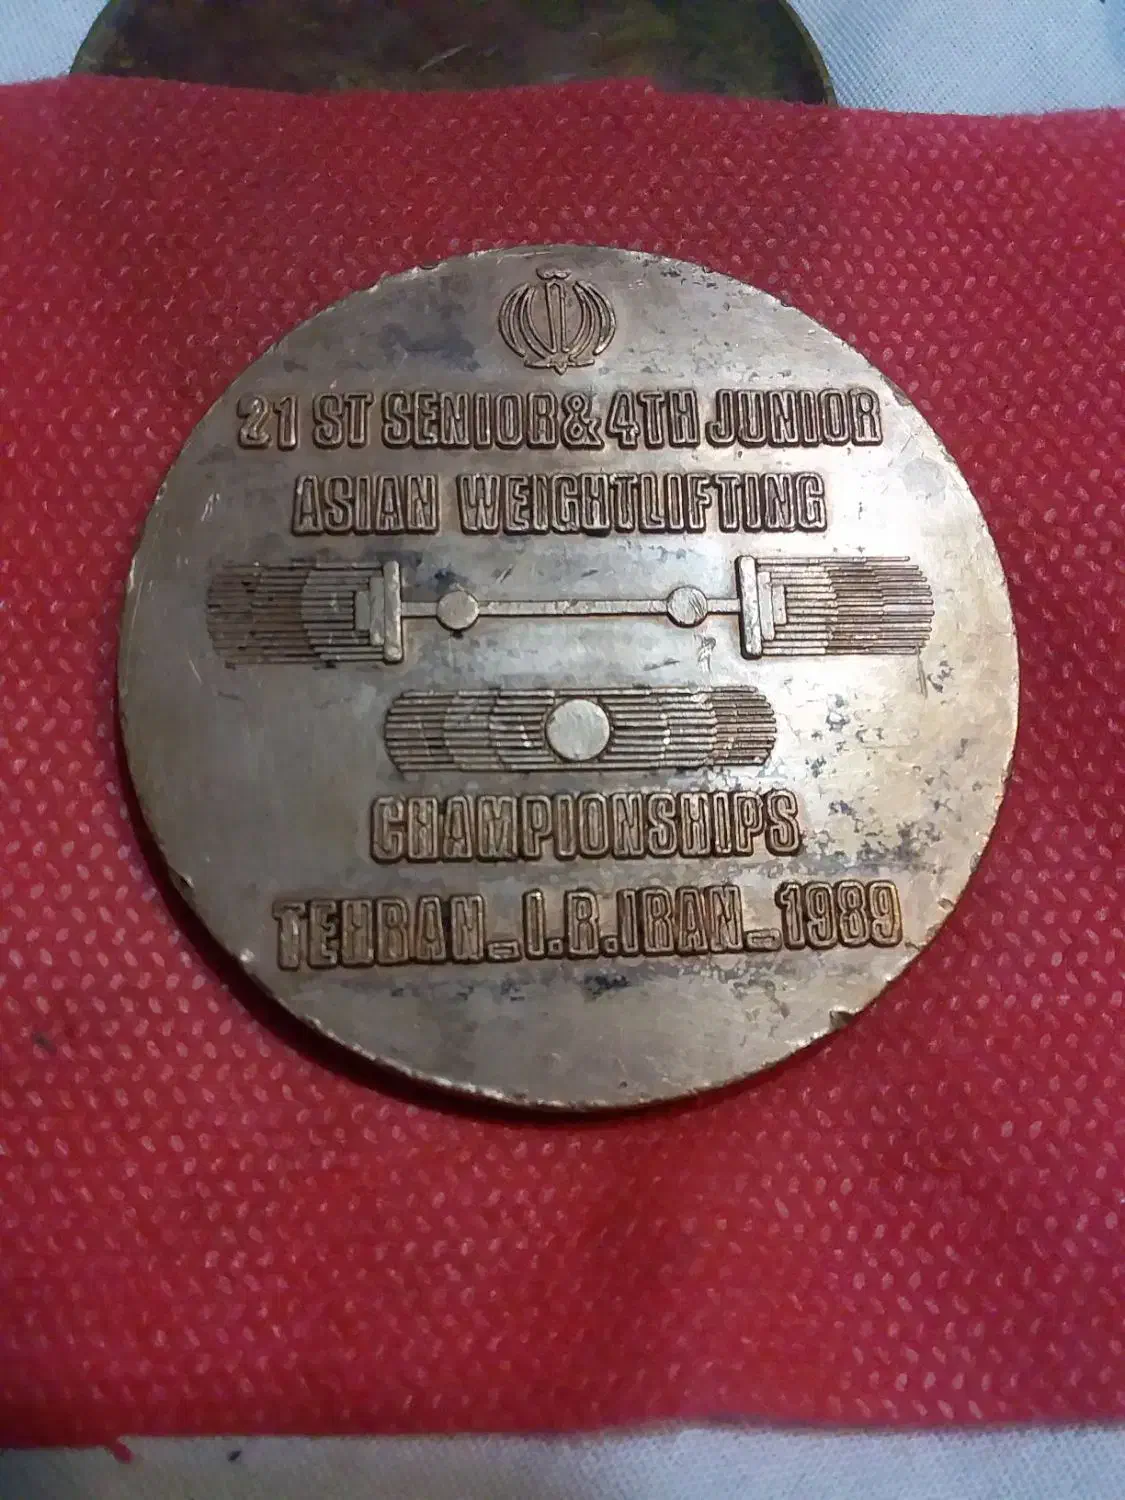 21 ST SENIOR & 4TH JUNIOR
ASIAN WEIGHTLIFTING
CHAMPIONSHIPS
TEHRAN_I.R.IRAN_1989